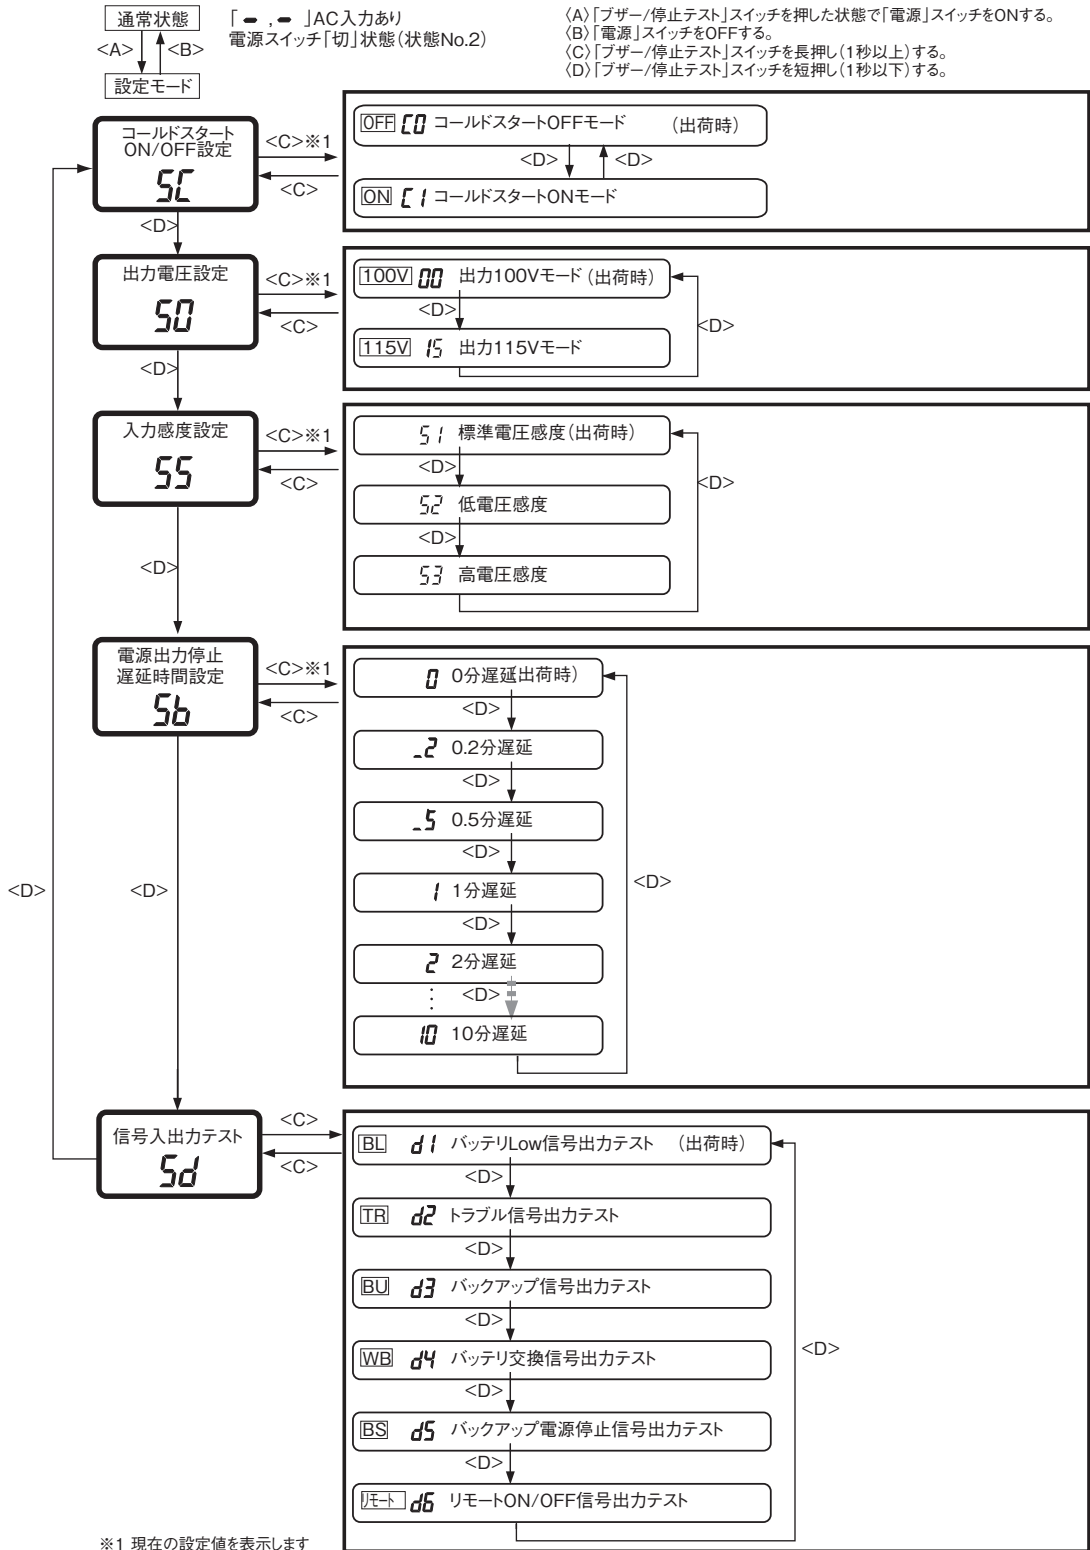 通常状態
「 ━ , ━ 」AC入力あり
電源スイッチ「切」状態(状態No.2)
<A>
<B>
設定モード
〈A〉「ブザー/停止テスト」スイッチを押した状態で「電源」スイッチをONする。
〈B〉「電源」スイッチをOFFする。
〈C〉「ブザー/停止テスト」スイッチを長押し(1秒以上)する。
〈D〉「ブザー/停止テスト」スイッチを短押し(1秒以下)する。
コールドスタート
ON/OFF設定
SC
<C>※1
<C>
OFF C0 コールドスタートOFFモード (出荷時)
<D> <D>
ON C1 コールドスタートONモード
<D>
出力電圧設定
SO
<C>※1
<C>
100V 00 出力100Vモード(出荷時)
<D>
<D>
115V 15 出力115Vモード
<D>
入力感度設定
SS
<C>※1
<C>
S1 標準電圧感度(出荷時)
<D>
<D>
S2 低電圧感度
<D>
S3 高電圧感度
<D>
電源出力停止
遅延時間設定
Sb
<C>※1
<C>
0 0分遅延(出荷時)
<D>
_2 0.2分遅延
<D>
_5 0.5分遅延
<D>
<D>
1 1分遅延
<D>
2 2分遅延
⋮ <D>
10 10分遅延
<D>
<D>
信号入出力テスト
Sd
<C>
<C>
BL d1 バッテリLow信号出力テスト (出荷時)
<D>
TR d2 トラブル信号出力テスト
<D>
BU d3 バックアップ信号出力テスト
<D>
<D>
WB d4 バッテリ交換信号出力テスト
<D>
BS d5 バックアップ電源停止信号出力テスト
<D>
リモート d6 リモートON/OFF信号出力テスト
※1 現在の設定値を表示します